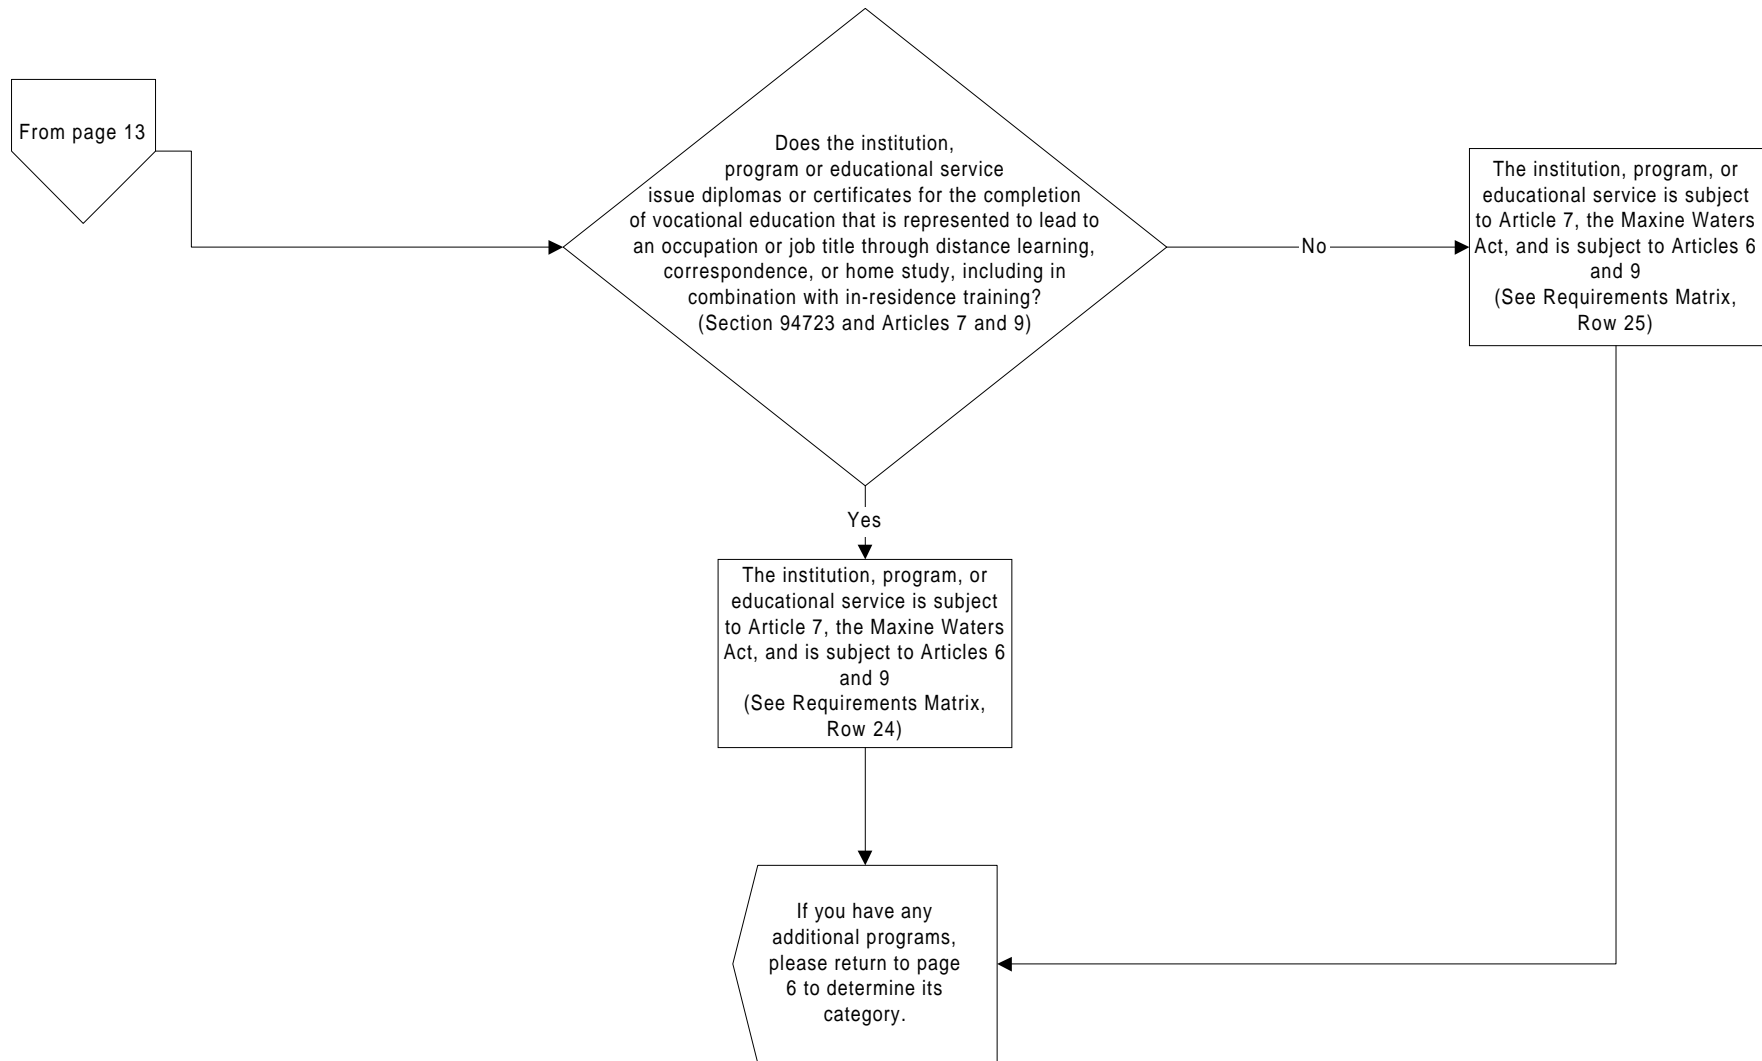 From page 13
Does the institution,
program or educational service
issue diplomas or certificates for the completion
of vocational education that is represented to lead to
an occupation or job title through distance learning,
correspondence, or home study, including in
combination with in-residence training?
(Section 94723 and Articles 7 and 9)
No
The institution, program, or
educational service is subject
to Article 7, the Maxine Waters
Act, and is subject to Articles 6
and 9
(See Requirements Matrix,
Row 25)
Yes
The institution, program, or
educational service is subject
to Article 7, the Maxine Waters
Act, and is subject to Articles 6
and 9
(See Requirements Matrix,
Row 24)
If you have any
additional programs,
please return to page
6 to determine its
category.